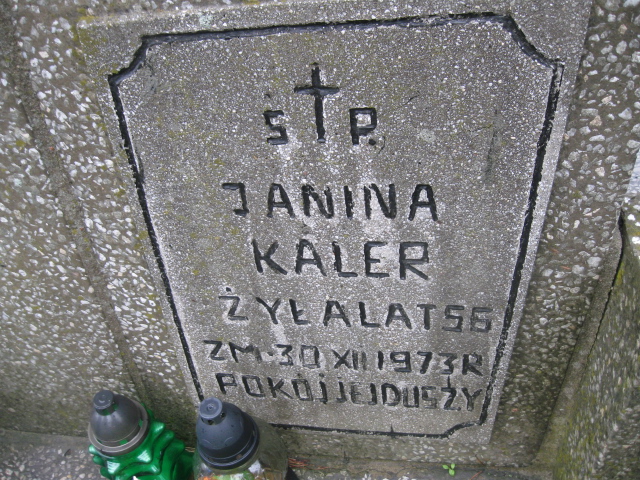 Ś † P.
JANINA
KALER
ŻYŁA LAT 56
ZM. 30 XII 1973 R
POKÓJ JEJ DUSZY